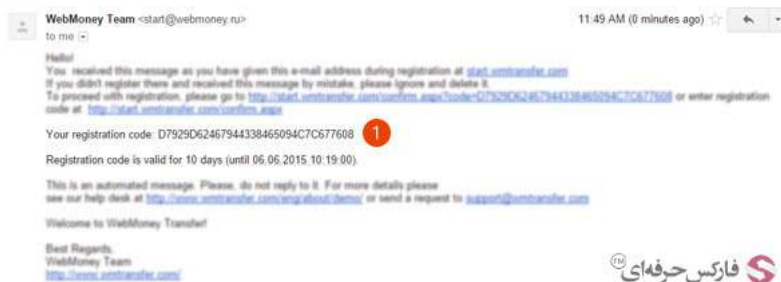 WebMoney Team <start@webmoney.ru>
11:49 AM (0 minutes ago)
to me
Hello!
You received this message as you have given this e-mail address during registration at start.wmtransfer.com
If you didn't register there and received this message by mistake, please ignore and delete it.
To proceed with registration, please go to http://start.wmtransfer.com/confirm.aspx?code=D7929D62467944338465094C7C677608 or enter registration
code at http://start.wmtransfer.com/confirm.aspx
Your registration code: D7929D62467944338465094C7C677608
1
Registration code is valid for 10 days (until 06.06.2015 10:19:00).
This is an automated message. Please, do not reply to it. For more details please
see our help desk at http://www.wmtransfer.com/eng/about/demo/ or send a request to support@wmtransfer.com
Welcome to WebMoney Transfer!
Best Regards,
WebMoney Team
http://www.wmtransfer.com/
فارکس حرفه‌ای TM